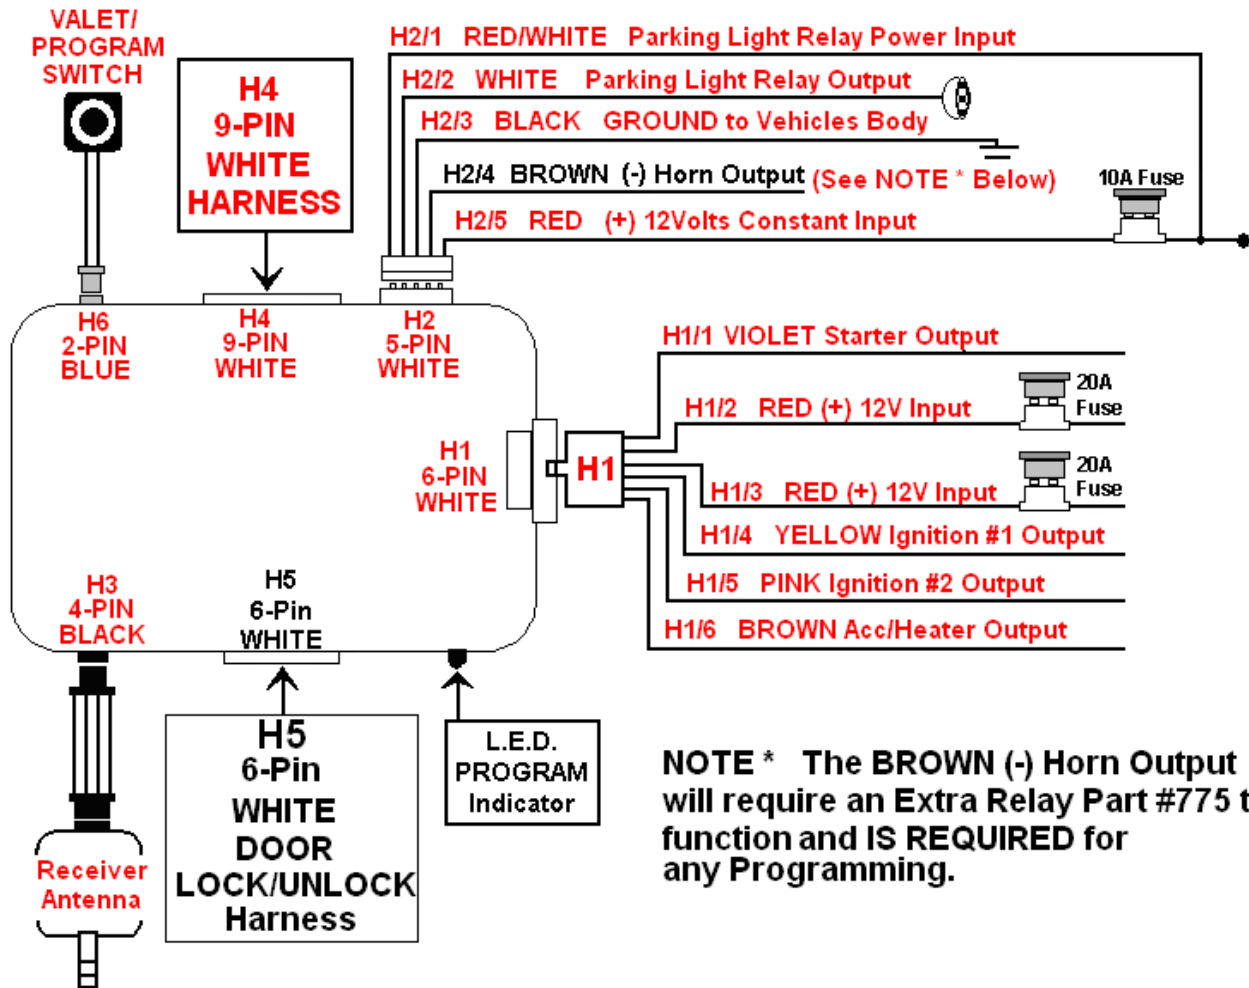 VALET/
PROGRAM
SWITCH
H4
9-PIN
WHITE
HARNESS
H2/1 RED/WHITE Parking Light Relay Power Input
H2/2 WHITE Parking Light Relay Output
H2/3 BLACK GROUND to Vehicles Body
H2/4 BROWN (-) Horn Output (See NOTE * Below)
10A Fuse
H2/5 RED (+) 12Volts Constant Input
H6
2-PIN
BLUE
H4
9-PIN
WHITE
H2
5-PIN
WHITE
H1
6-PIN
WHITE
H1
H1/1 VIOLET Starter Output
H1/2 RED (+) 12V Input
20A
Fuse
H1/3 RED (+) 12V Input
20A
Fuse
H1/4 YELLOW Ignition #1 Output
H1/5 PINK Ignition #2 Output
H1/6 BROWN Acc/Heater Output
H3
4-PIN
BLACK
H5
6-Pin
WHITE
Receiver
Antenna
H5
6-Pin
WHITE
DOOR
LOCK/UNLOCK
Harness
L.E.D.
PROGRAM
Indicator
NOTE * The BROWN (-) Horn Output
will require an Extra Relay Part #775 t
function and IS REQUIRED for
any Programming.